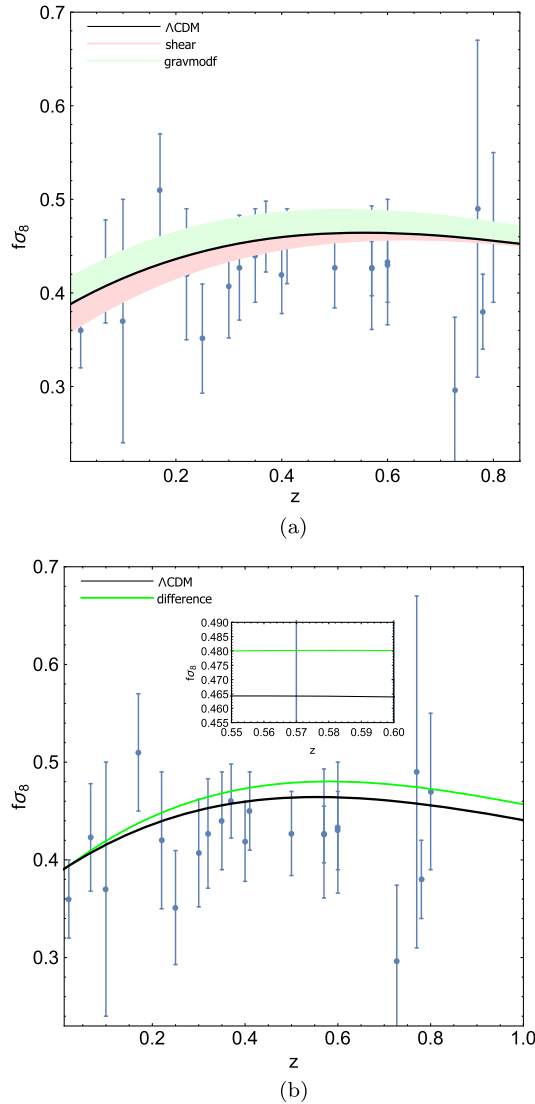 0.7
ΛCDM
shear
gravmodf
0.6
0.5
fσ8
0.4
0.3
0.2 0.4 0.6 0.8
z
(a)
0.7
ΛCDM
difference
0.6
0.490
0.485
0.480
0.475
fσ8
0.470
0.465
0.460
0.455
0.55 0.56 0.57 0.58 0.59 0.60
z
0.5
fσ8
0.4
0.3
0.2 0.4 0.6 0.8 1.0
z
(b)